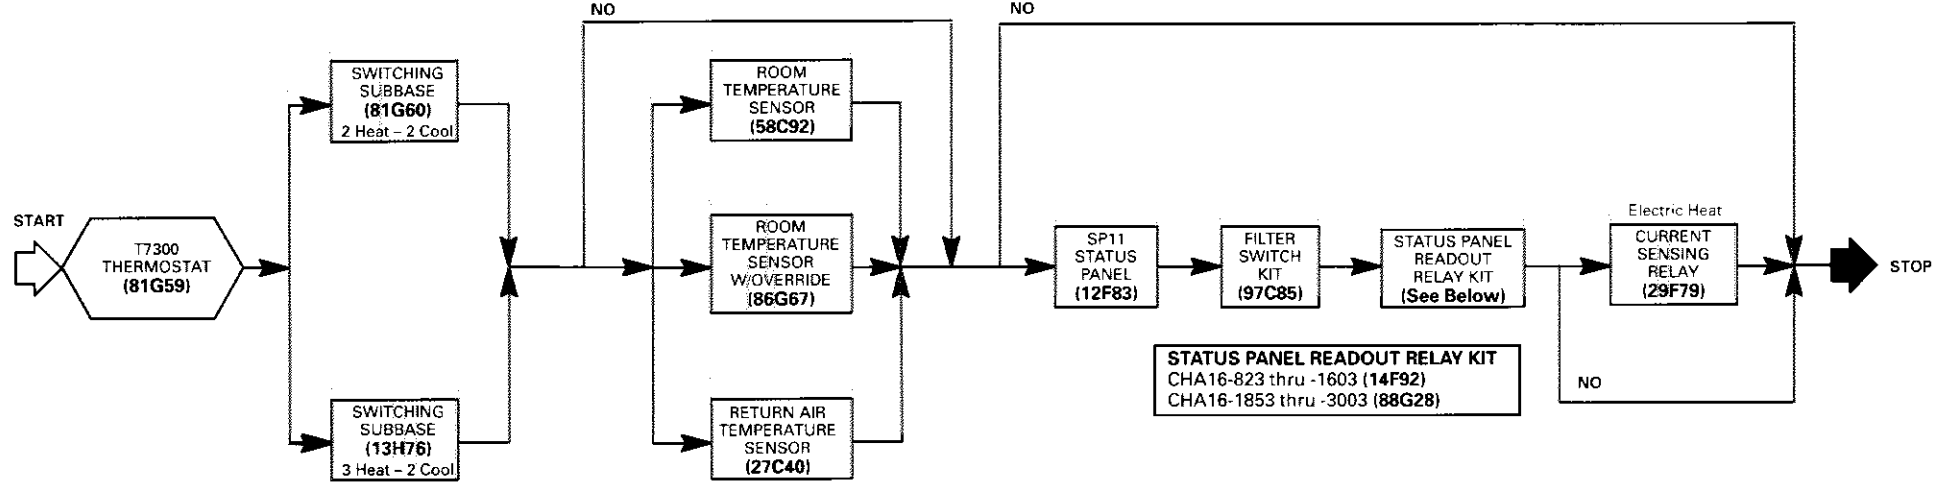 NO
NO
START
T7300
THERMOSTAT
(81G59)
SWITCHING
SUBBASE
(81G60)
2 Heat – 2 Cool
SWITCHING
SUBBASE
(13H76)
3 Heat – 2 Cool
ROOM
TEMPERATURE
SENSOR
(58C92)
ROOM
TEMPERATURE
SENSOR
W/OVERRIDE
(86G67)
RETURN AIR
TEMPERATURE
SENSOR
(27C40)
SP11
STATUS
PANEL
(12F83)
FILTER
SWITCH
KIT
(97C85)
STATUS PANEL
READOUT
RELAY KIT
(See Below)
Electric Heat
CURRENT
SENSING
RELAY
(29F79)
STOP
STATUS PANEL READOUT RELAY KIT
CHA16-823 thru -1603 (14F92)
CHA16-1853 thru -3003 (88G28)
NO